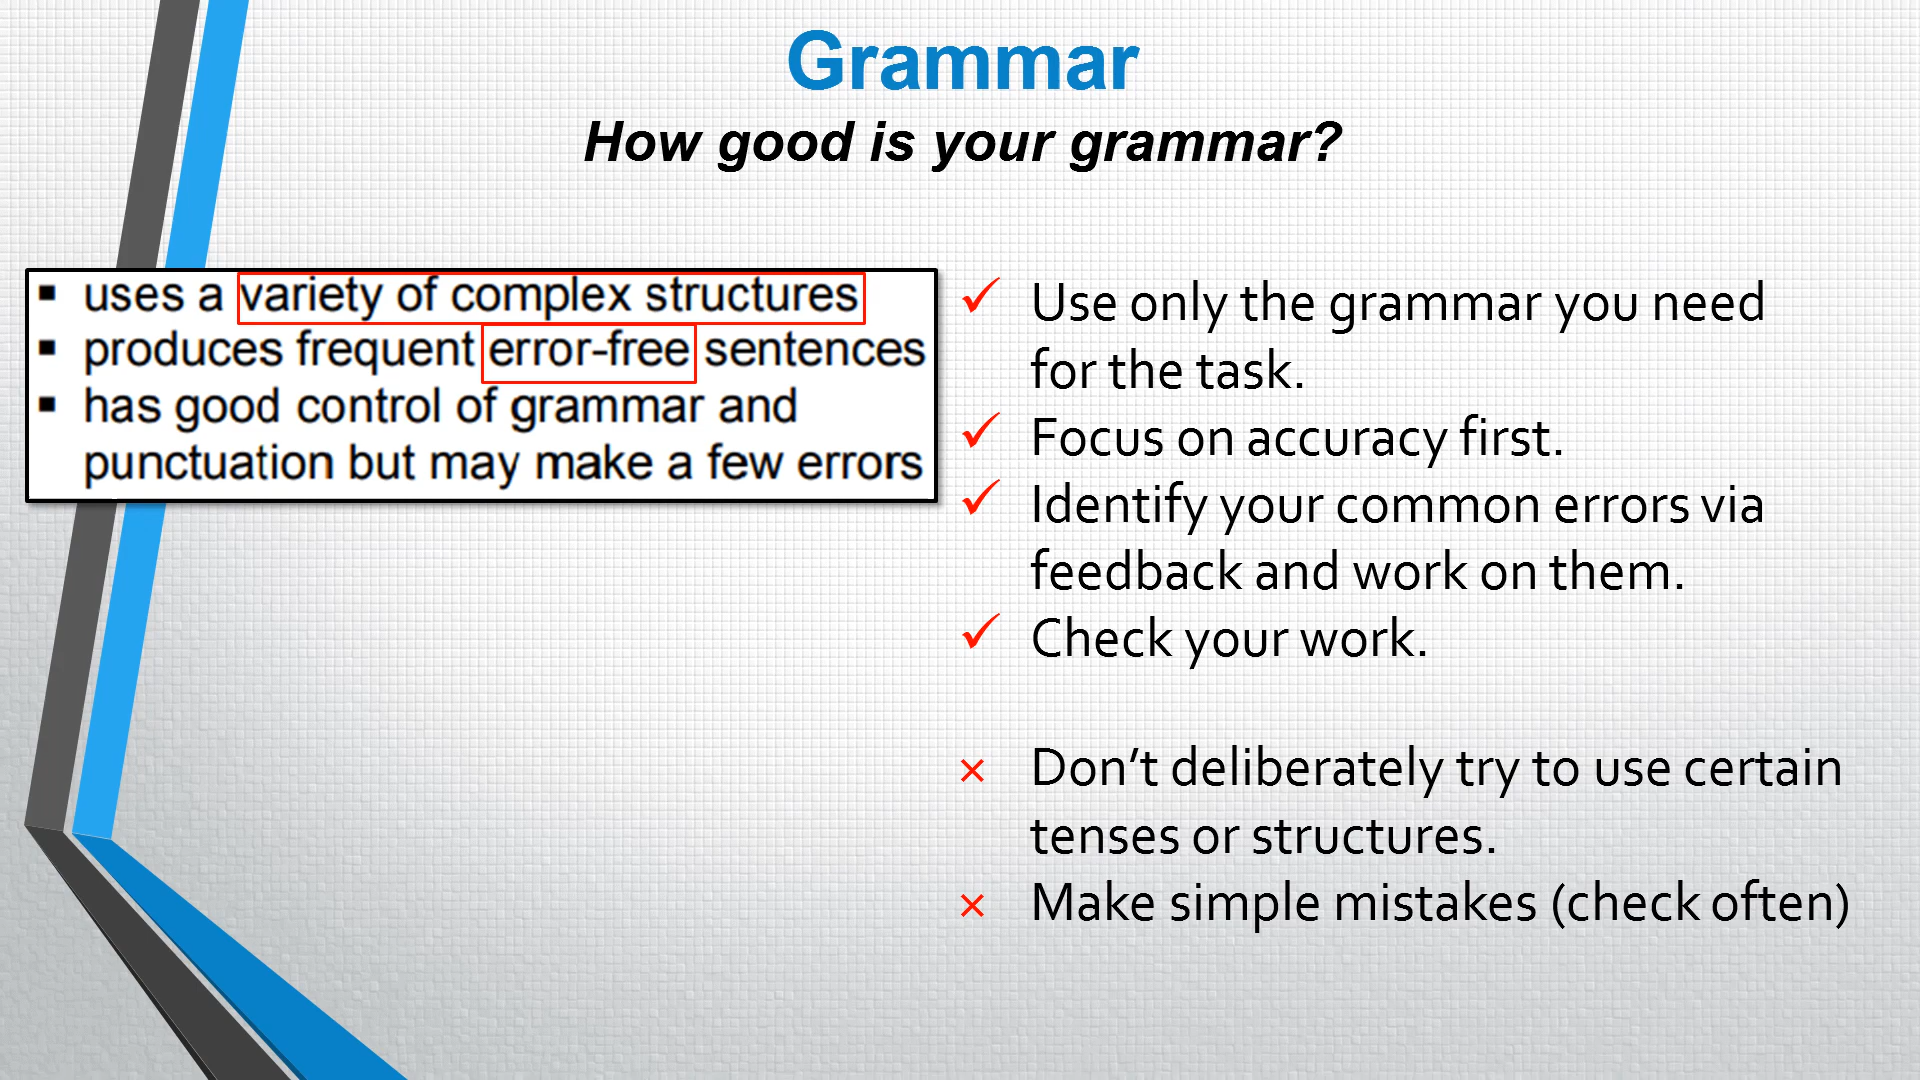 Grammar
How good is your grammar?
▪ uses a variety of complex structures
▪ produces frequent error-free sentences
▪ has good control of grammar and
punctuation but may make a few errors
✓ Use only the grammar you need
for the task.
✓ Focus on accuracy first.
✓ Identify your common errors via
feedback and work on them.
✓ Check your work.
× Don’t deliberately try to use certain
tenses or structures.
× Make simple mistakes (check often)